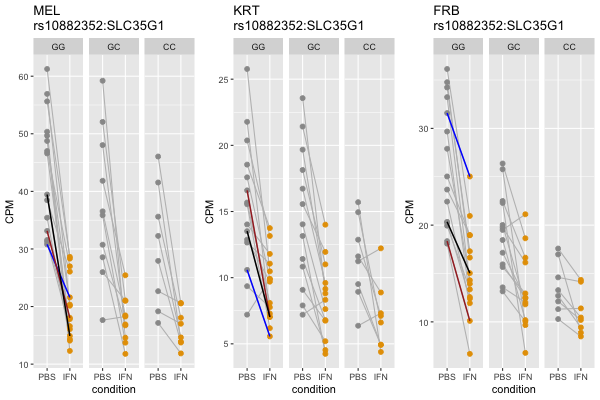 MEL
rs10882352:SLC35G1
GG GC CC
60
50
40
30
20
10
CPM
PBS IFN PBS IFN PBS IFN
condition
KRT
rs10882352:SLC35G1
GG GC CC
25
20
15
10
5
CPM
PBS IFN PBS IFN PBS IFN
condition
FRB
rs10882352:SLC35G1
GG GC CC
30
20
10
CPM
PBS IFN PBS IFN PBS IFN
condition